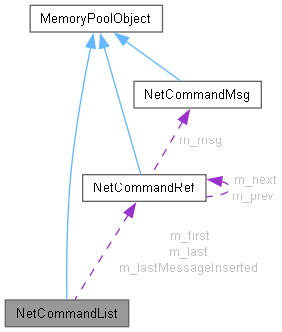 MemoryPoolObject
NetCommandMsg
m_msg
NetCommandRef
m_next
m_prev
m_first
m_last
m_lastMessageInserted
NetCommandList